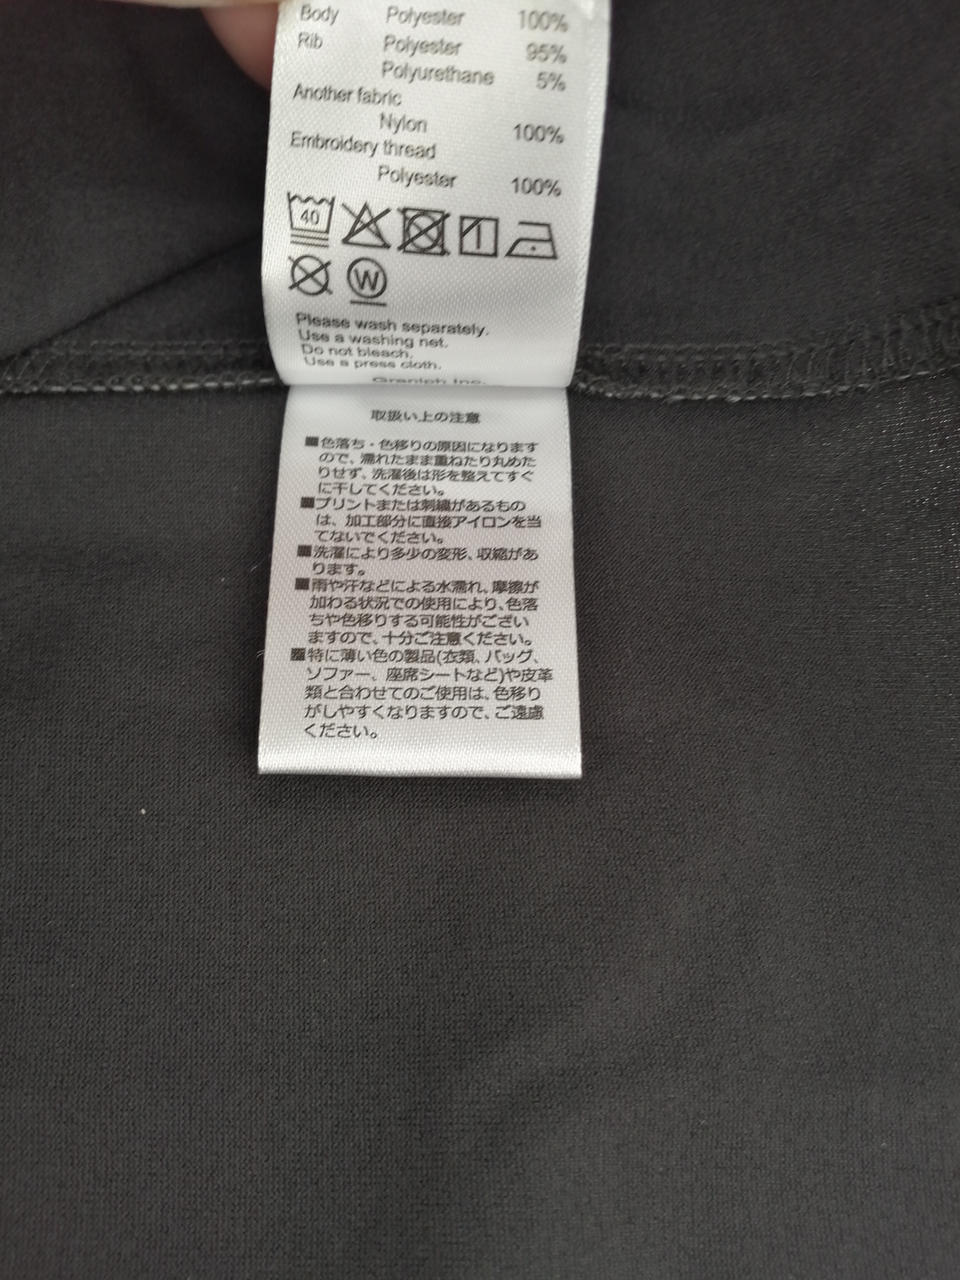 Body Polyester 100%
Rib Polyester 95%
Polyurethane 5%
Another fabric
Nylon 100%
Embroidery thread
Polyester 100%
40
W
Please wash separately.
Use a washing net.
Do not bleach.
Use a press cloth.
Graniph Inc.
取扱い上の注意
■色落ち・色移りの原因になります
ので、濡れたまま重ねたり丸めた
りせず、洗濯後は形を整えてすぐ
に干してください。
■プリントまたは刺繍があるもの
は、加工部分に直接アイロンを当
てないでください。
■洗濯により多少の変形、収縮があ
ります。
■雨や汗などによる水濡れ、摩擦が
加わる状況での使用により、色落
ちや色移りする可能性がござい
ますので、十分ご注意ください。
■特に薄い色の製品(衣類、バッグ、
ソファー、座席シートなど)や皮革
類と合わせてのご使用は、色移り
がしやすくなりますので、ご遠慮
ください。